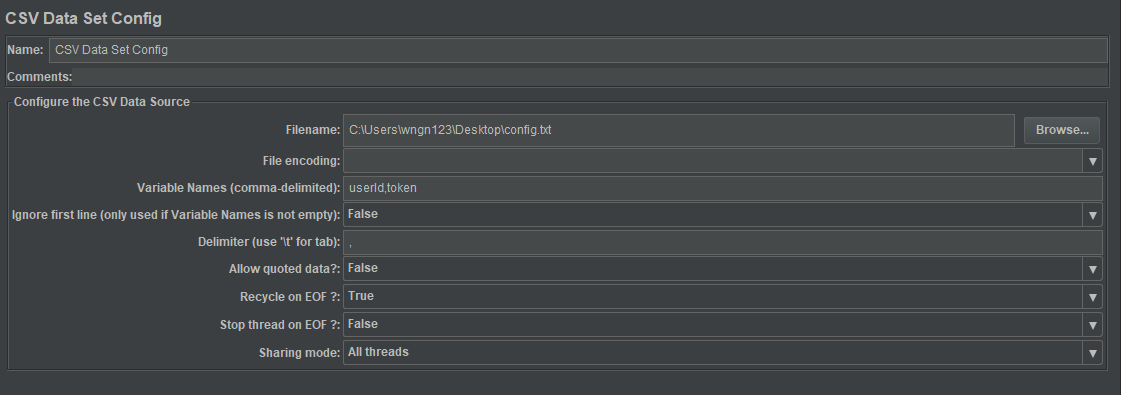 CSV Data Set Config
Name: CSV Data Set Config
Comments:
Configure the CSV Data Source
Filename: C:\Users\wngn123\Desktop\config.txt Browse...
File encoding:
Variable Names (comma-delimited): userId,token
Ignore first line (only used if Variable Names is not empty): False
Delimiter (use '\t' for tab): ,
Allow quoted data?: False
Recycle on EOF ?: True
Stop thread on EOF ?: False
Sharing mode: All threads